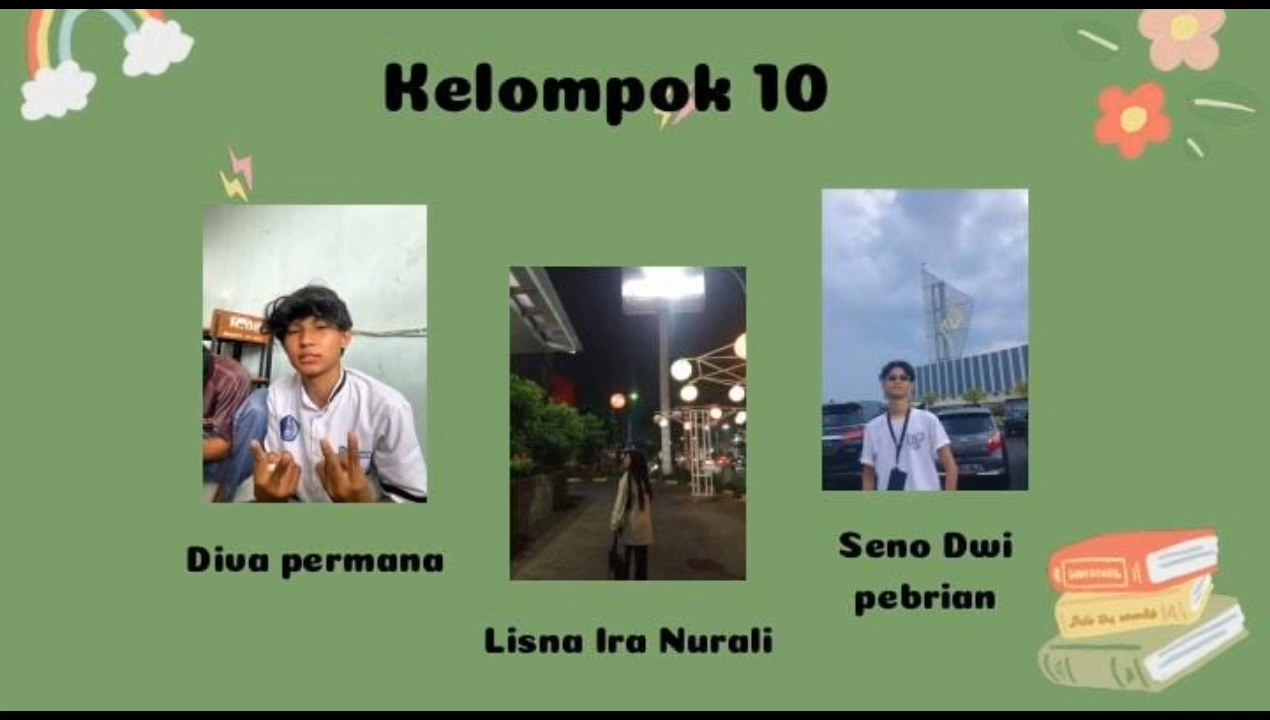 Kelompok 10
Diva permana
Lisna Ira Nurali
Seno Dwi
pebrian